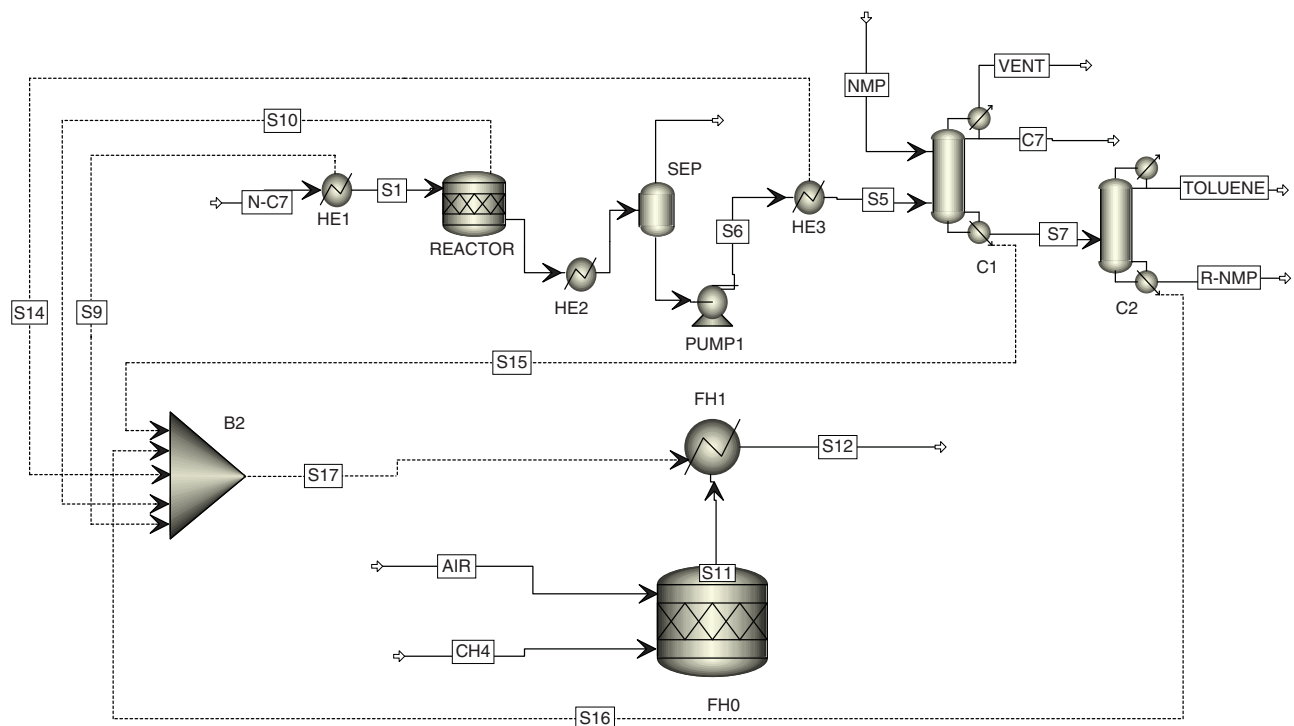 VENT
NMP
S10
C7
SEP
TOLUENE
N-C7
S1
S5
HE1
HE3
S6
S7
REACTOR
C1
R-NMP
HE2
C2
S14
S9
PUMP1
S15
FH1
B2
S12
S17
AIR
S11
CH4
FH0
S16